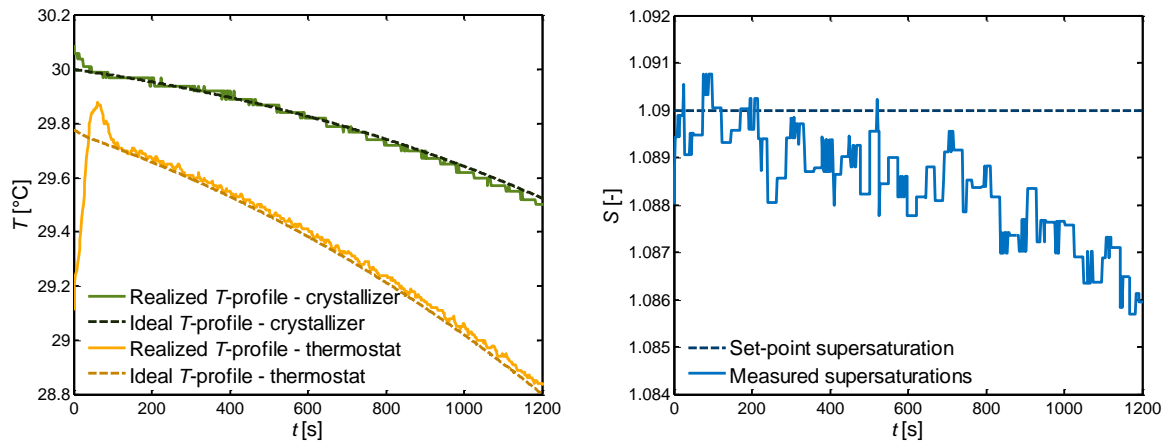 30.2
30
29.8
29.6
29.4
29.2
29
28.8
T [°C]
Realized T-profile - crystallizer
Ideal T-profile - crystallizer
Realized T-profile - thermostat
Ideal T-profile - thermostat
0 200 400 600 800 1000 1200
t [s]
1.092
1.091
1.09
1.089
1.088
1.087
1.086
1.085
1.084
S [-]
Set-point supersaturation
Measured supersaturations
0 200 400 600 800 1000 1200
t [s]